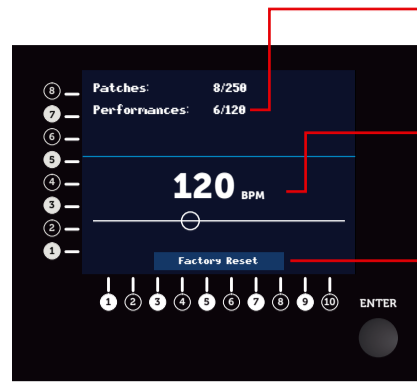 Patches: 8/250
Performances: 6/120
120 BPM
Factory Reset
8
7
6
5
4
3
2
1
1 2 3 4 5 6 7 8 9 10
ENTER